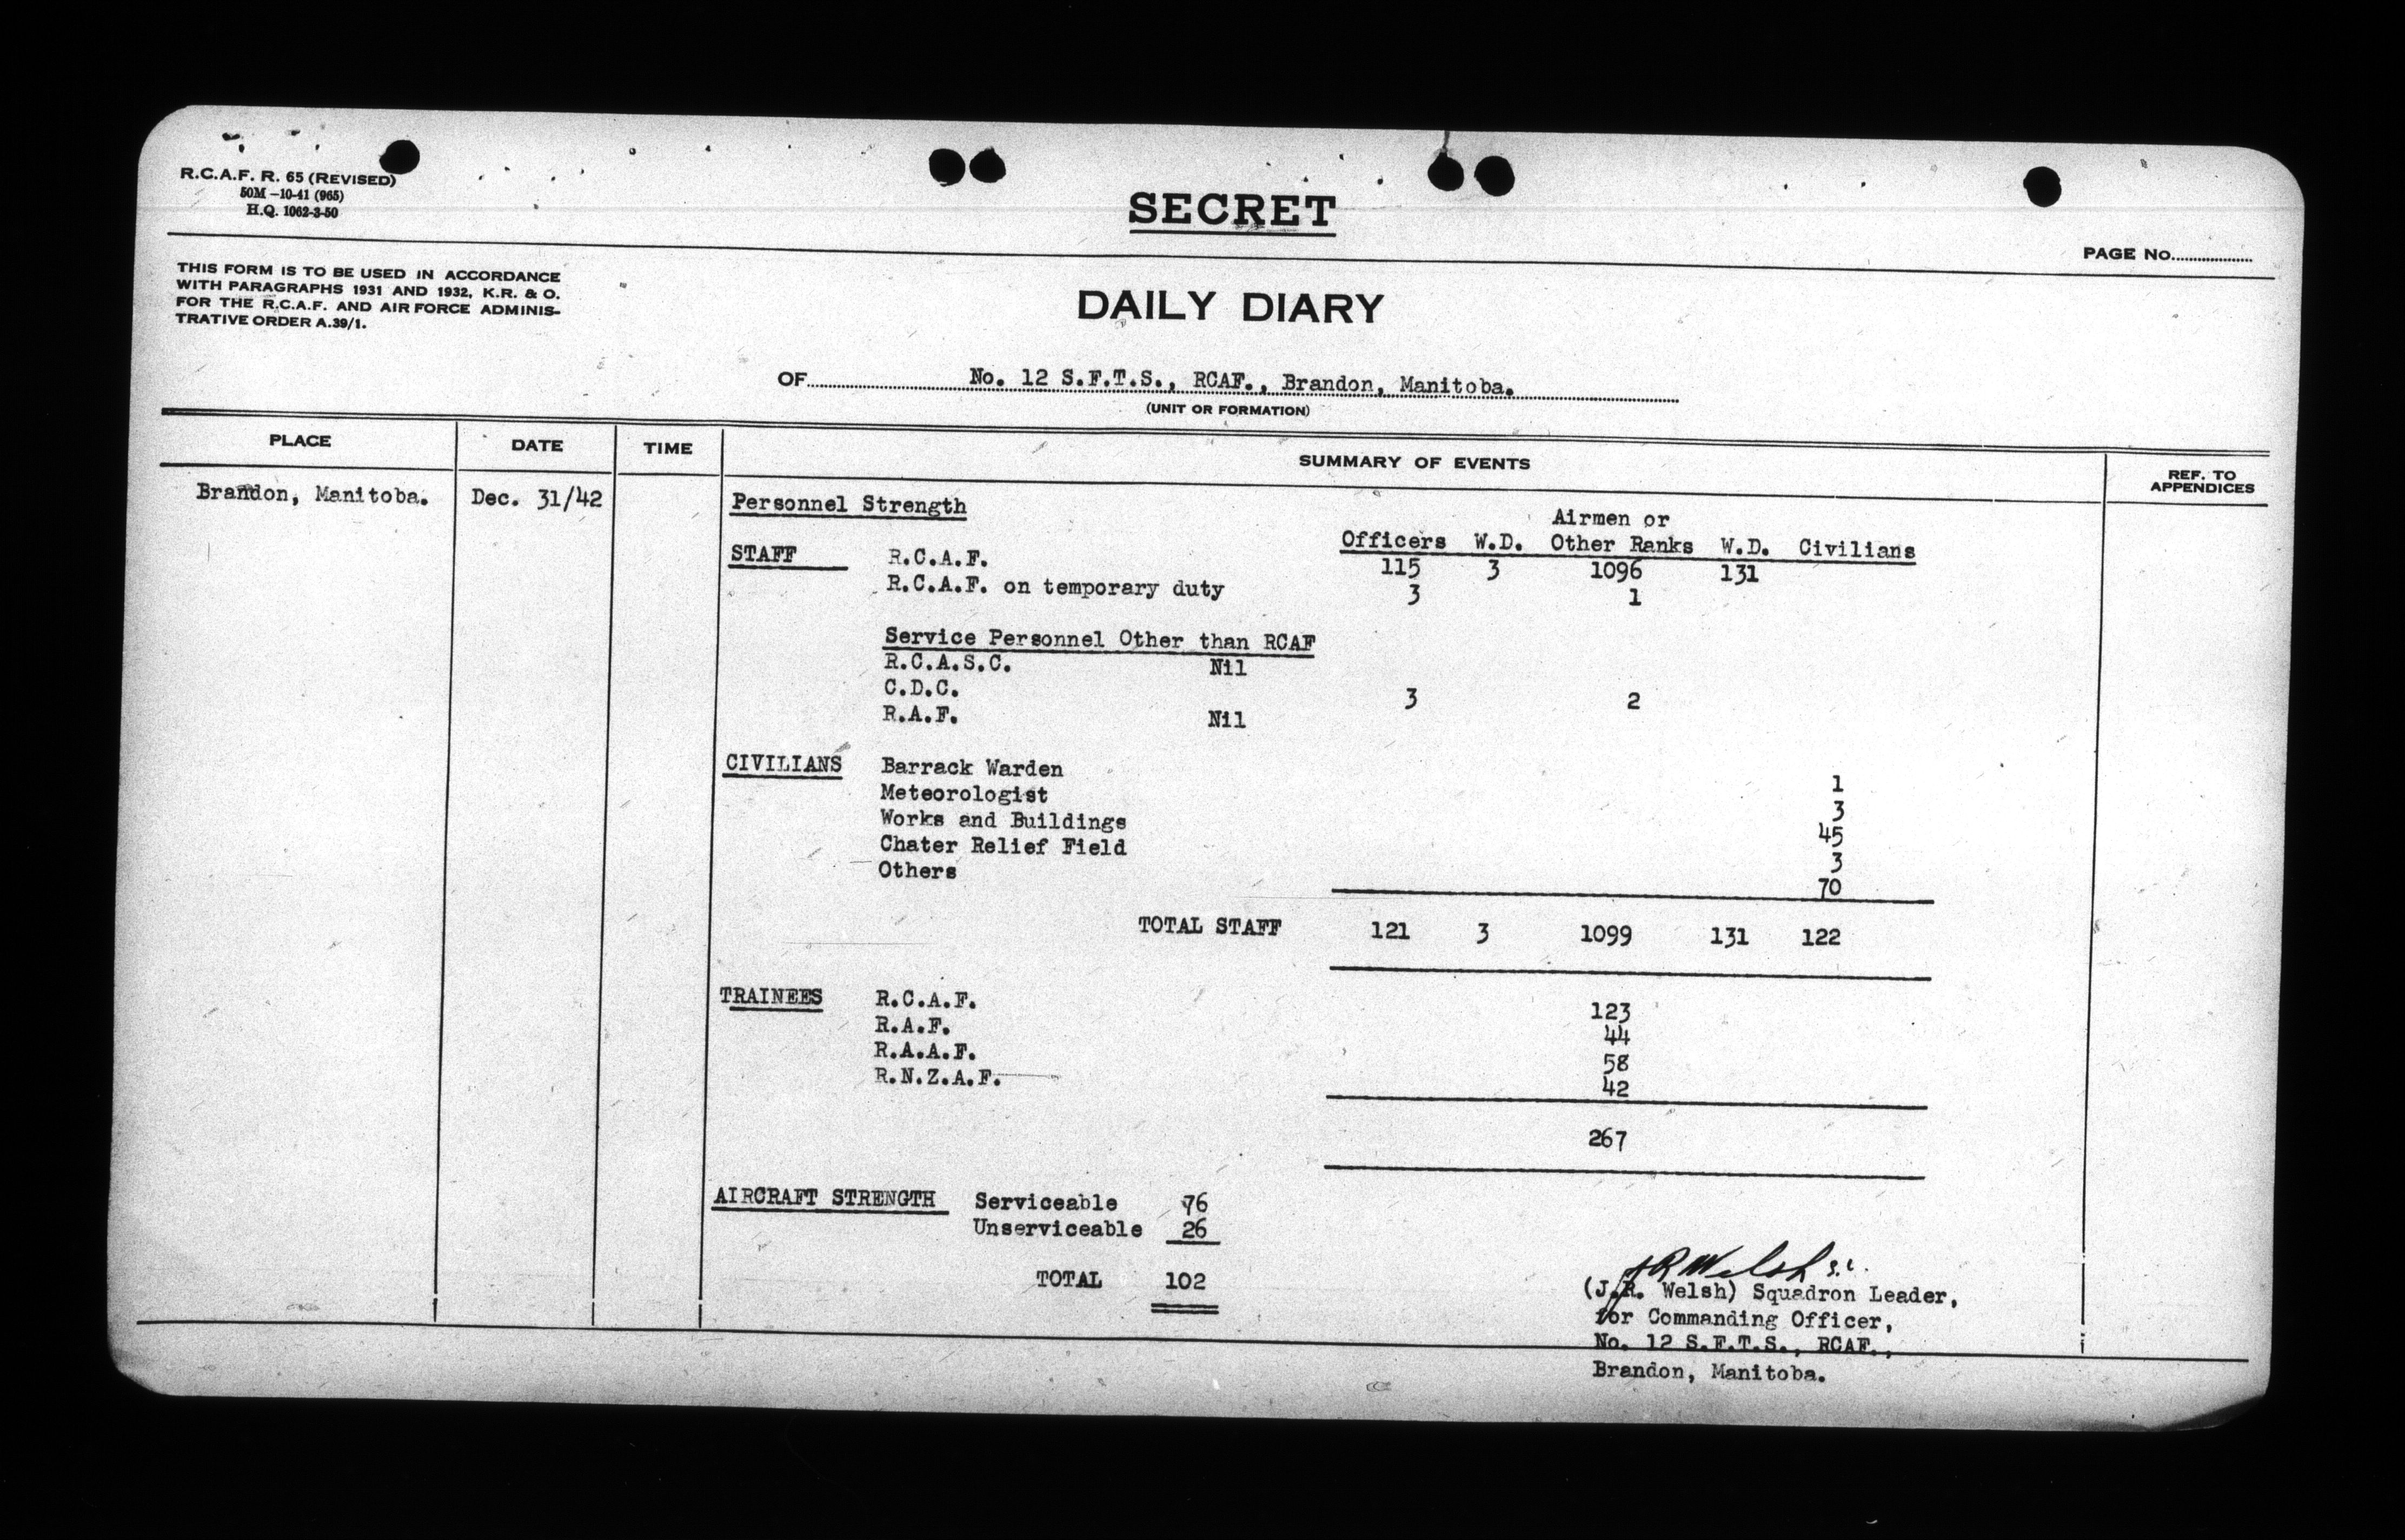 R.C.A.F. R. 65 (REVISED)
50M –10-41 (965)
H.Q. 1062-3-50
SECRET
PAGE No....................
THIS FORM IS TO BE USED IN ACCORDANCE
WITH PARAGRAPHS 1931 AND 1932, K.R. & O.
FOR THE R.C.A.F. AND AIR FORCE ADMINIS-
TRATIVE ORDER A.39/1.
DAILY DIARY
OF No. 12 S.F.T.S., RCAF., Brandon, Manitoba.
(UNIT OR FORMATION)
PLACE DATE TIME SUMMARY OF EVENTS REF. TO APPENDICES
Brandon, Manitoba. Dec. 31/42 Personnel Strength
Airmen or
Officers W.D. Other Ranks W.D. Civilians
STAFF R.C.A.F. 115 3 1096 131
R.C.A.F. on temporary duty 3 1
Service Personnel Other than RCAF
R.C.A.S.C. Nil
C.D.C. 3 2
R.A.F. Nil
CIVILIANS Barrack Warden 1
Meteorologist 3
Works and Buildings 45
Chater Relief Field 3
Others 70
TOTAL STAFF 121 3 1099 131 122
TRAINEES R.C.A.F. 123
R.A.F. 44
R.A.A.F. 58
R.N.Z.A.F. 42
267
AIRCRAFT STRENGTH Serviceable 76
Unserviceable 26
TOTAL 102
JR Welsh S.L.
(J.R. Welsh) Squadron Leader,
for Commanding Officer,
No. 12 S.F.T.S., RCAF.,
Brandon, Manitoba.